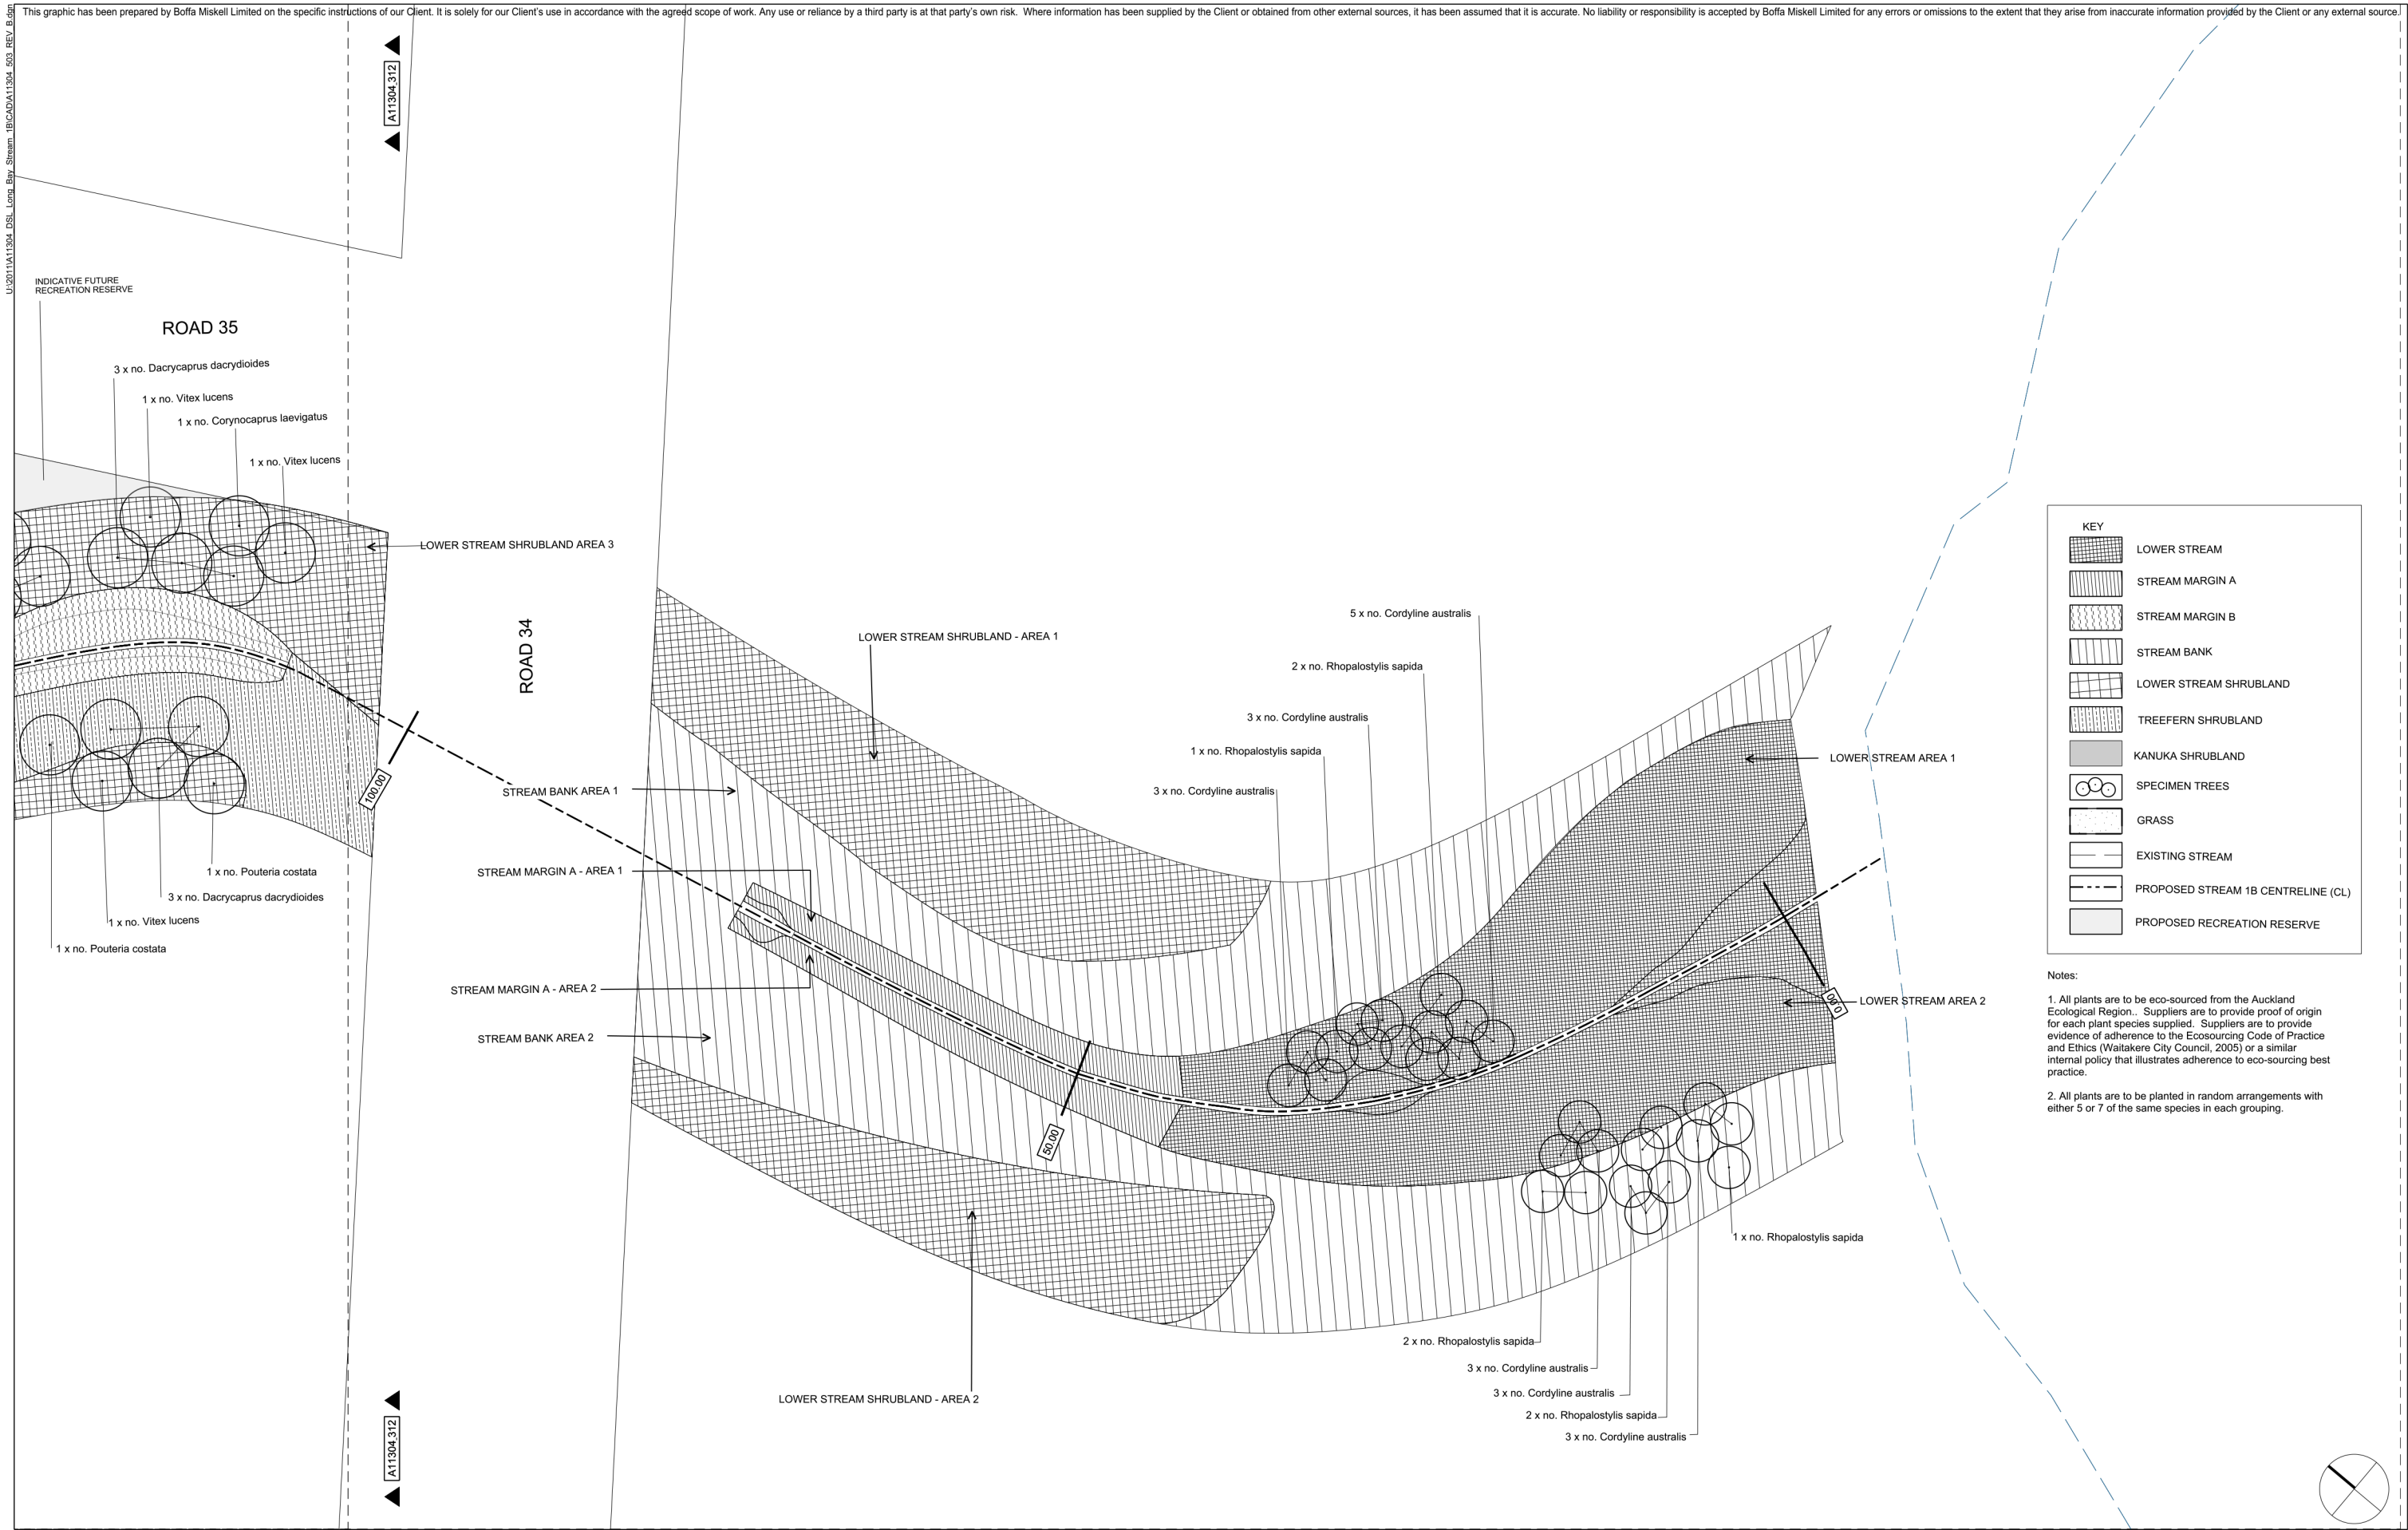 This graphic has been prepared by Boffa Miskell Limited on the specific instructions of our Client. It is solely for our Client's use in accordance with the agreed scope of work. Any use or reliance by a third party is at that party's own risk. Where information has been supplied by the Client or obtained from other external sources, it has been assumed that it is accurate. No liability or responsibility is accepted by Boffa Miskell Limited for any errors or omissions to the extent that they arise from inaccurate information provided by the Client or any external source.
U:\2011\A11304_DSL_Long_Bay_Stream_1B\CAD\A11304_503_REV_B.dgn
A11304.312
INDICATIVE FUTURE
RECREATION RESERVE
ROAD 35
3 x no. Dacrycaprus dacrydioides
1 x no. Vitex lucens
1 x no. Corynocaprus laevigatus
1 x no. Vitex lucens
LOWER STREAM SHRUBLAND AREA 3
ROAD 34
LOWER STREAM SHRUBLAND - AREA 1
5 x no. Cordyline australis
2 x no. Rhopalostylis sapida
3 x no. Cordyline australis
1 x no. Rhopalostylis sapida
3 x no. Cordyline australis
LOWER STREAM AREA 1
STREAM BANK AREA 1
100.00
STREAM MARGIN A - AREA 1
1 x no. Pouteria costata
3 x no. Dacrycaprus dacrydioides
1 x no. Vitex lucens
1 x no. Pouteria costata
STREAM MARGIN A - AREA 2
LOWER STREAM AREA 2
0.00
STREAM BANK AREA 2
50.00
1 x no. Rhopalostylis sapida
2 x no. Rhopalostylis sapida
3 x no. Cordyline australis
3 x no. Cordyline australis
2 x no. Rhopalostylis sapida
3 x no. Cordyline australis
LOWER STREAM SHRUBLAND - AREA 2
A11304.312
KEY
LOWER STREAM
STREAM MARGIN A
STREAM MARGIN B
STREAM BANK
LOWER STREAM SHRUBLAND
TREEFERN SHRUBLAND
KANUKA SHRUBLAND
SPECIMEN TREES
GRASS
EXISTING STREAM
PROPOSED STREAM 1B CENTRELINE (CL)
PROPOSED RECREATION RESERVE
Notes:
1. All plants are to be eco-sourced from the Auckland
Ecological Region.. Suppliers are to provide proof of origin
for each plant species supplied. Suppliers are to provide
evidence of adherence to the Ecosourcing Code of Practice
and Ethics (Waitakere City Council, 2005) or a similar
internal policy that illustrates adherence to eco-sourcing best
practice.
2. All plants are to be planted in random arrangements with
either 5 or 7 of the same species in each grouping.